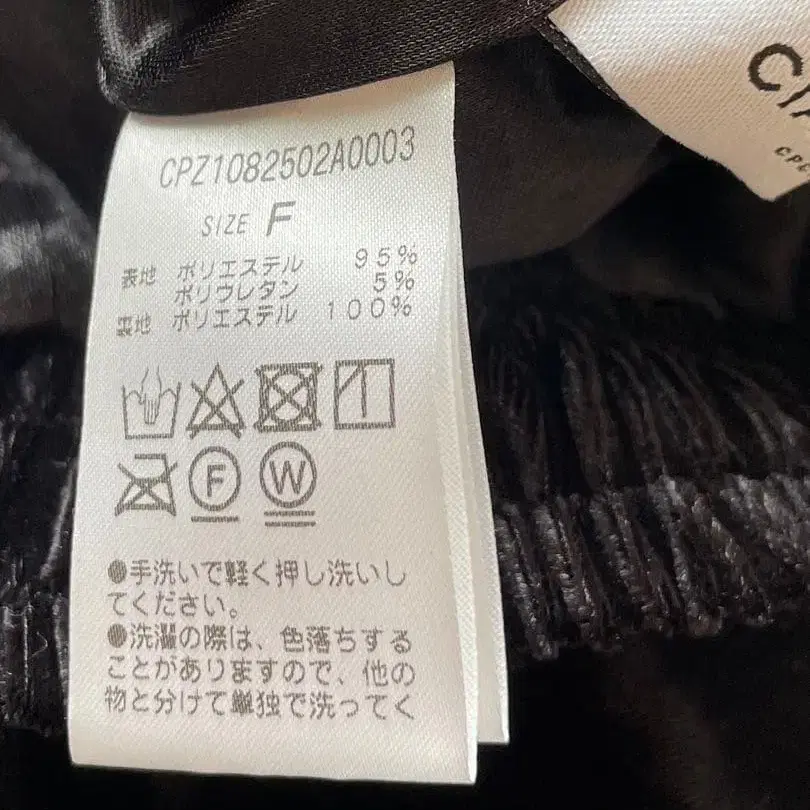 CPZ1082502A0003
SIZE F
表地 ポリエステル 95%
ポリウレタン 5%
裏地 ポリエステル 100%
F W
●手洗いで軽く押し洗いし
てください。
●洗濯の際は、色落ちする
ことがありますので、他の
物と分けて単独で洗ってく